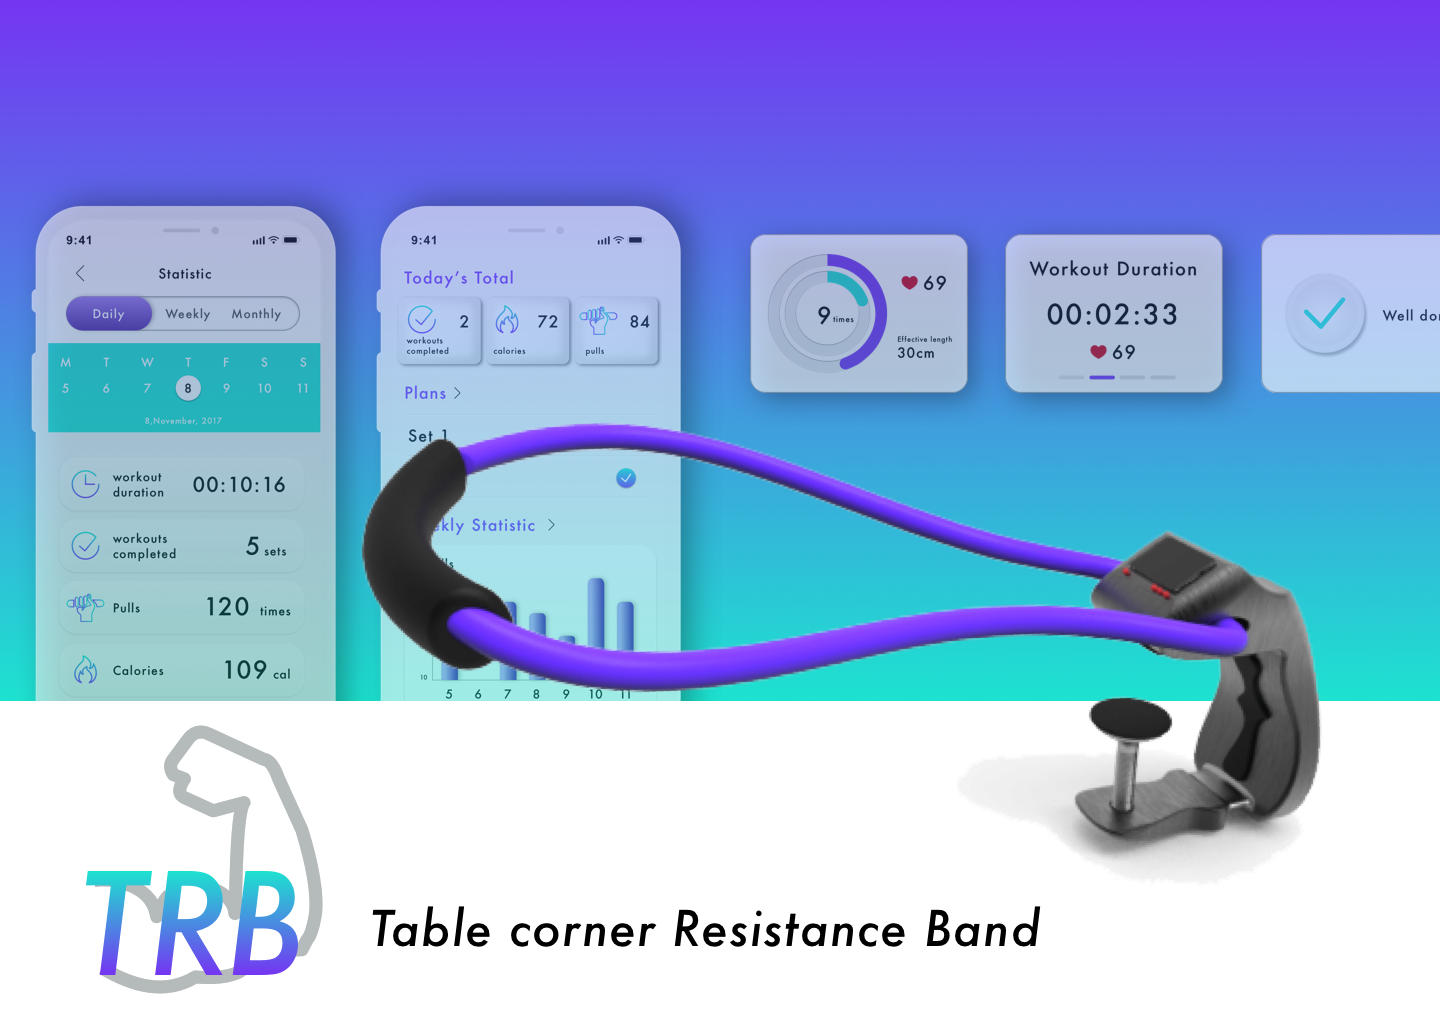 9:41
Statistic
Daily Weekly Monthly
M T W T F S S
5 6 7 8 9 10 11
8,November, 2017
workout
duration
00:10:16
workouts
completed
5 sets
Pulls
120 times
Calories
109 cal
9:41
Today's Total
2
workouts
completed
72
calories
84
pulls
Plans
Set 1
kly Statistic
10
5 6 7 8 9 10 11
9 times
69
Effective length
30cm
Workout Duration
00:02:33
69
Well do
TRB
Table corner Resistance Band